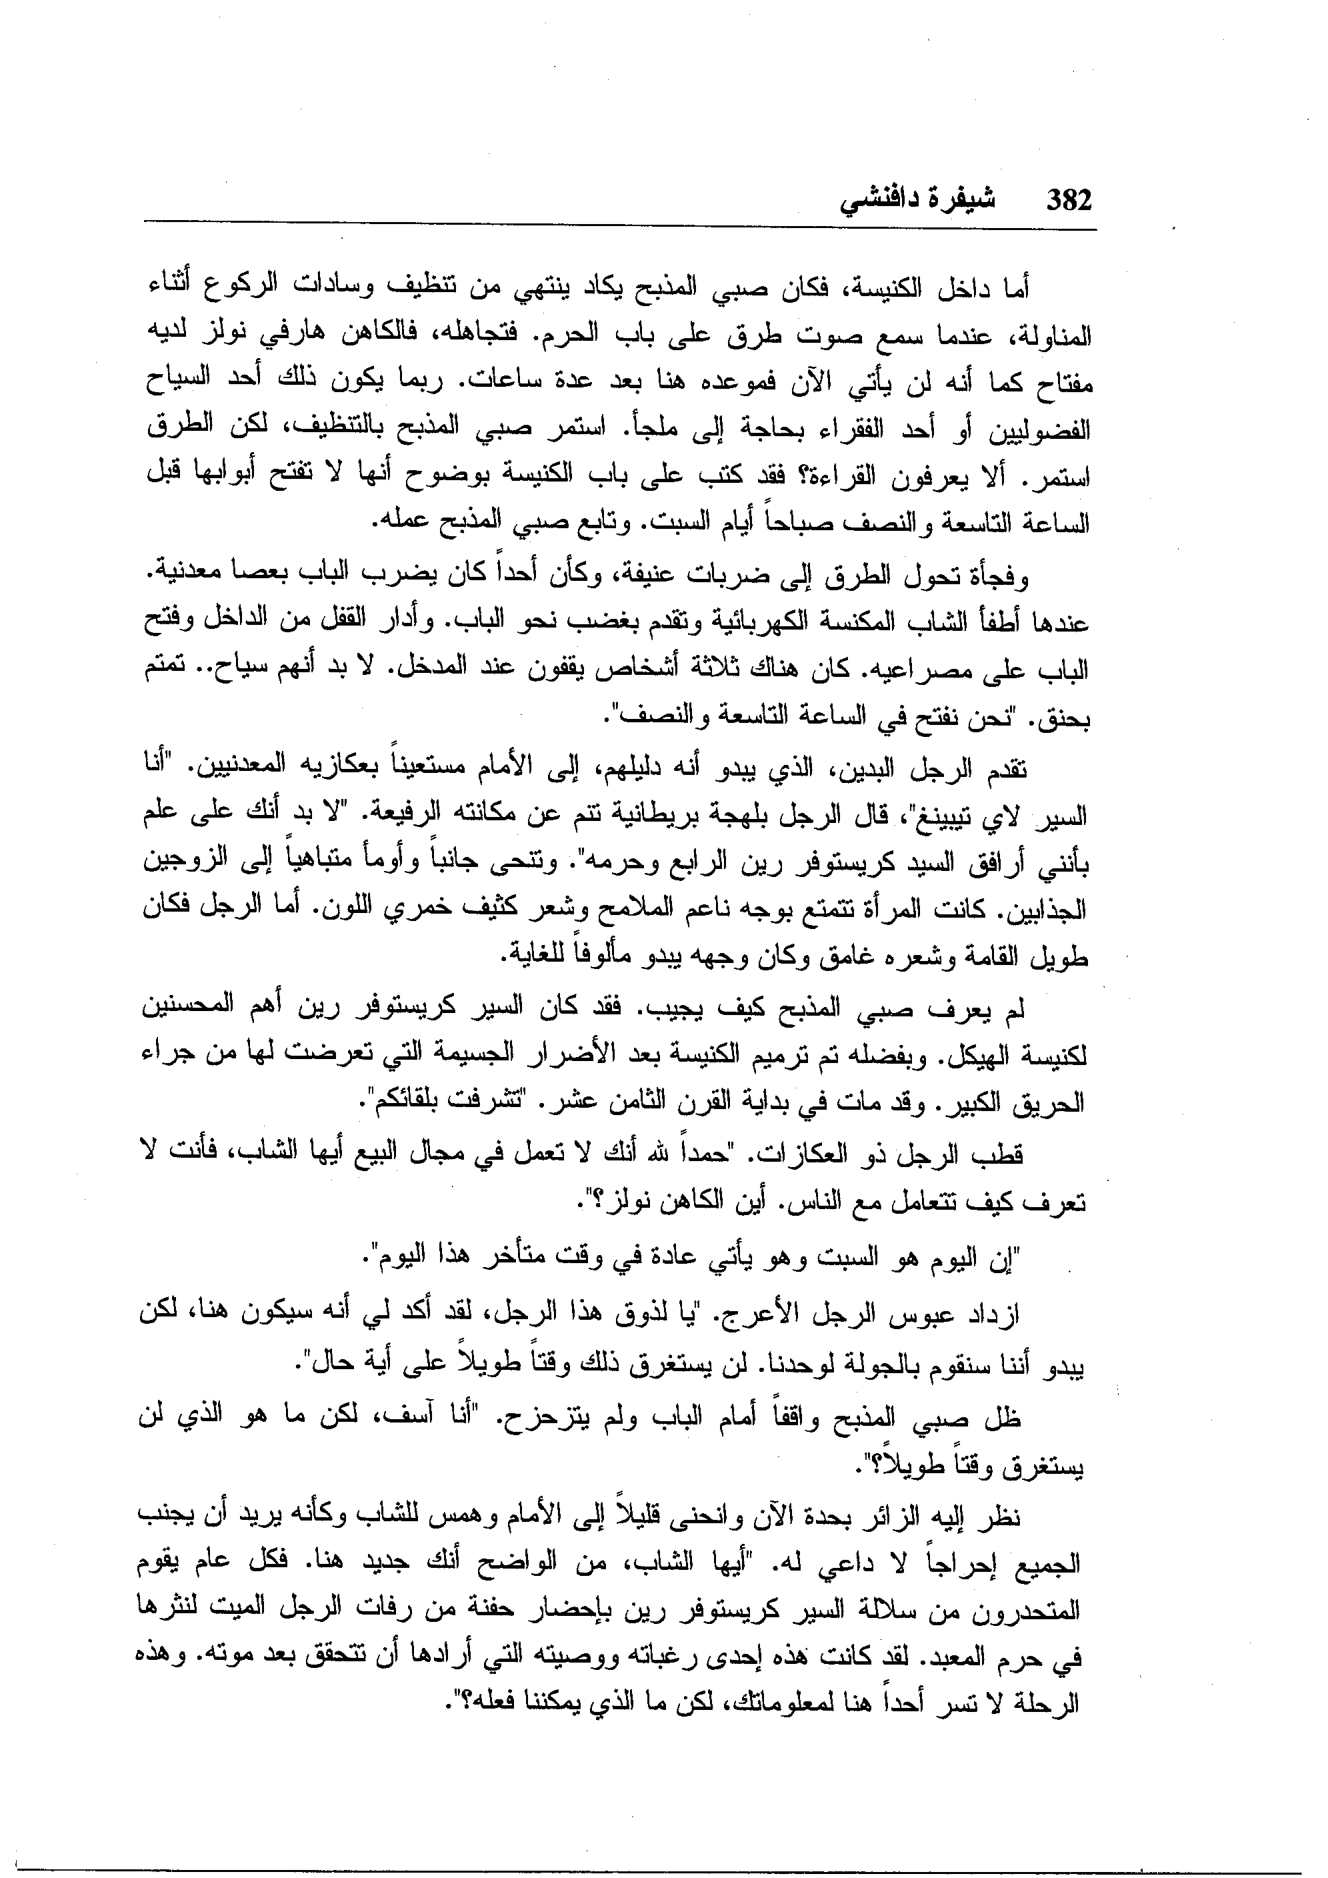 382 شيفرة دافنشي
أما داخل الكنيسة، فكان صبي المذبح يكاد ينتهي من تنظيف وسادات الركوع أثناء
المناولة، عندما سمع صوت طرق على باب الحرم. فتجاهله، فالكاهن هارفي نولز لديه
مفتاح كما أنه لن يأتي الآن فموعده هنا بعد عدة ساعات. ربما يكون ذلك أحد السياح
الفضوليين أو أحد الفقراء بحاجة إلى ملجأ. استمر صبي المذبح بالتنظيف، لكن الطرق
استمر. ألا يعرفون القراءة؟ فقد كتب على باب الكنيسة بوضوح أنها لا تفتح أبوابها قبل
الساعة التاسعة والنصف صباحاً أيام السبت. وتابع صبي المذبح عمله.
وفجأة تحول الطرق إلى ضربات عنيفة، وكأن أحداً كان يضرب الباب بعصا معدنية.
عندها أطفأ الشاب المكنسة الكهربائية وتقدم بغضب نحو الباب. وأدار القفل من الداخل وفتح
الباب على مصراعيه. كان هناك ثلاثة أشخاص يقفون عند المدخل. لا بد أنهم سياح.. تمتم
بحنق. "نحن نفتح في الساعة التاسعة والنصف".
تقدم الرجل البدين، الذي يبدو أنه دليلهم، إلى الأمام مستعيناً بعكازيه المعدنيين. "أنا
السير لاي تيبينغ"، قال الرجل بلهجة بريطانية تنم عن مكانته الرفيعة. "لا بد أنك على علم
بأنني أرافق السيد كريستوفر رين الرابع وحرمه". وتنحى جانباً وأومأ متباهياً إلى الزوجين
الجذابين. كانت المرأة تتمتع بوجه ناعم الملامح وشعر كثيف خمري اللون. أما الرجل فكان
طويل القامة وشعره غامق وكان وجهه يبدو مألوفاً للغاية.
لم يعرف صبي المذبح كيف يجيب. فقد كان السير كريستوفر رين أهم المحسنين
لكنيسة الهيكل. وبفضله تم ترميم الكنيسة بعد الأضرار الجسيمة التي تعرضت لها من جراء
الحريق الكبير. وقد مات في بداية القرن الثامن عشر. "تشرفت بلقائكم".
قطب الرجل ذو العكازات. "حمداً لله أنك لا تعمل في مجال البيع أيها الشاب، فأنت لا
تعرف كيف تتعامل مع الناس. أين الكاهن نولز؟".
"إن اليوم هو السبت وهو يأتي عادة في وقت متأخر هذا اليوم".
ازداد عبوس الرجل الأعرج. "يا لذوق هذا الرجل، لقد أكد لي أنه سيكون هنا، لكن
يبدو أننا سنقوم بالجولة لوحدنا. لن يستغرق ذلك وقتاً طويلاً على أية حال".
ظل صبي المذبح واقفاً أمام الباب ولم يتزحزح. "أنا آسف، لكن ما هو الذي لن
يستغرق وقتاً طويلاً؟".
نظر إليه الزائر بحدة الآن وانحنى قليلاً إلى الأمام وهمس للشاب وكأنه يريد أن يجنب
الجميع إحراجاً لا داعي له. "أيها الشاب، من الواضح أنك جديد هنا. فكل عام يقوم
المتحدرون من سلالة السير كريستوفر رين بإحضار حفنة من رفات الرجل الميت لنثرها
في حرم المعبد. لقد كانت هذه إحدى رغباته ووصيته التي أرادها أن تتحقق بعد موته. وهذه
الرحلة لا تسر أحداً هنا لمعلوماتك، لكن ما الذي يمكننا فعله؟".